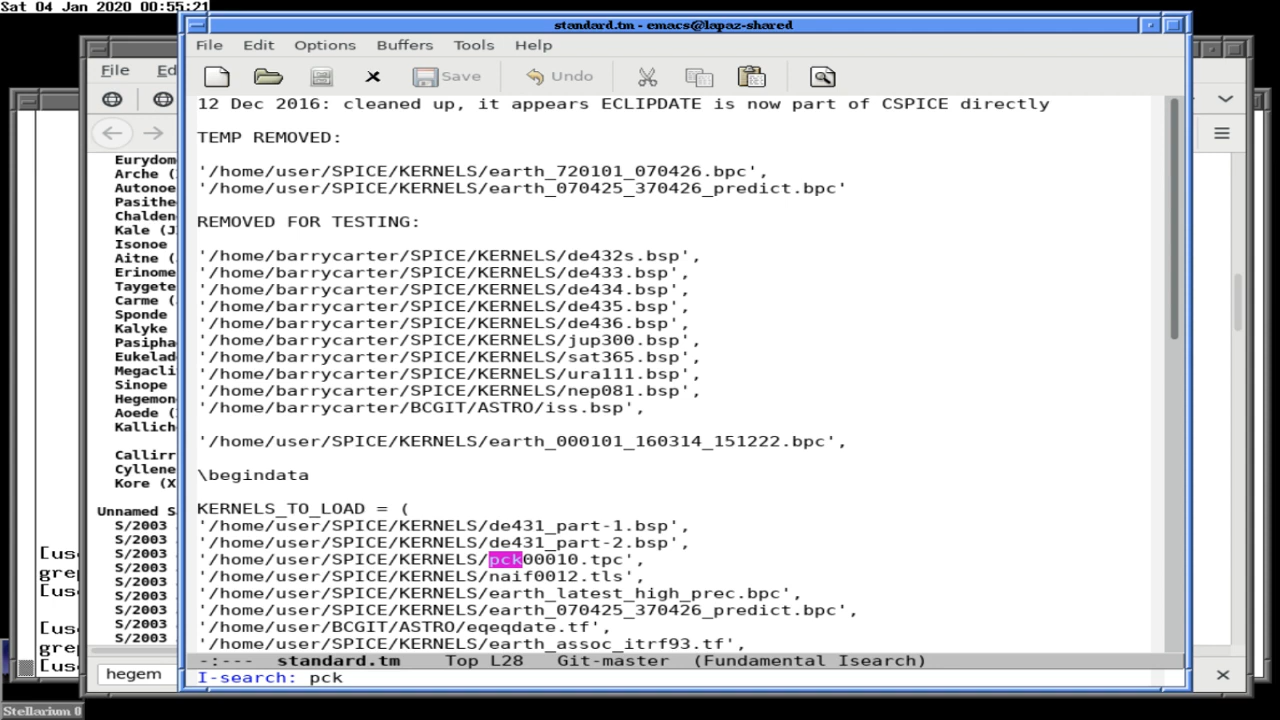 Sat 04 Jan 2020 00:55:21
standard.tm - emacs@lapaz-shared
File Edit Options Buffers Tools Help
Save Undo
12 Dec 2016: cleaned up, it appears ECLIPDATE is now part of CSPICE directly
TEMP REMOVED:
'/home/user/SPICE/KERNELS/earth_720101_070426.bpc',
'/home/user/SPICE/KERNELS/earth_070425_370426_predict.bpc'
REMOVED FOR TESTING:
'/home/barrycarter/SPICE/KERNELS/de432s.bsp',
'/home/barrycarter/SPICE/KERNELS/de433.bsp',
'/home/barrycarter/SPICE/KERNELS/de434.bsp',
'/home/barrycarter/SPICE/KERNELS/de435.bsp',
'/home/barrycarter/SPICE/KERNELS/de436.bsp',
'/home/barrycarter/SPICE/KERNELS/jup300.bsp',
'/home/barrycarter/SPICE/KERNELS/sat365.bsp',
'/home/barrycarter/SPICE/KERNELS/ura111.bsp',
'/home/barrycarter/SPICE/KERNELS/nep081.bsp',
'/home/barrycarter/BCGIT/ASTRO/iss.bsp',
'/home/user/SPICE/KERNELS/earth_000101_160314_151222.bpc',
\begindata
KERNELS_TO_LOAD = (
'/home/user/SPICE/KERNELS/de431_part-1.bsp',
'/home/user/SPICE/KERNELS/de431_part-2.bsp',
'/home/user/SPICE/KERNELS/pck00010.tpc',
'/home/user/SPICE/KERNELS/naif0012.tls',
'/home/user/SPICE/KERNELS/earth_latest_high_prec.bpc',
'/home/user/SPICE/KERNELS/earth_070425_370426_predict.bpc',
'/home/user/BCGIT/ASTRO/eqeqdate.tf',
'/home/user/SPICE/KERNELS/earth_assoc_itrf93.tf',
-:--- standard.tm Top L28 Git-master (Fundamental Isearch)
I-search: pck
File Ed
Eurydom
Arche (
Autonoe
Pasithe
Chalden
Kale (J
Isonoe
Aitne (
Erinome
Taygete
Carme (
Sponde
Kalyke
Pasipha
Eukelad
Megacli
Sinope
Hegemon
Aoede (
Kallich
Callirr
Cyllene
Kore (X
Unnamed S
S/2003
S/2003
S/2003
S/2003
S/2003
S/2003
S/2003
S/2003
S/2003
hegem
[use
grep
[use
[use
grep
[use
Stellarium 0